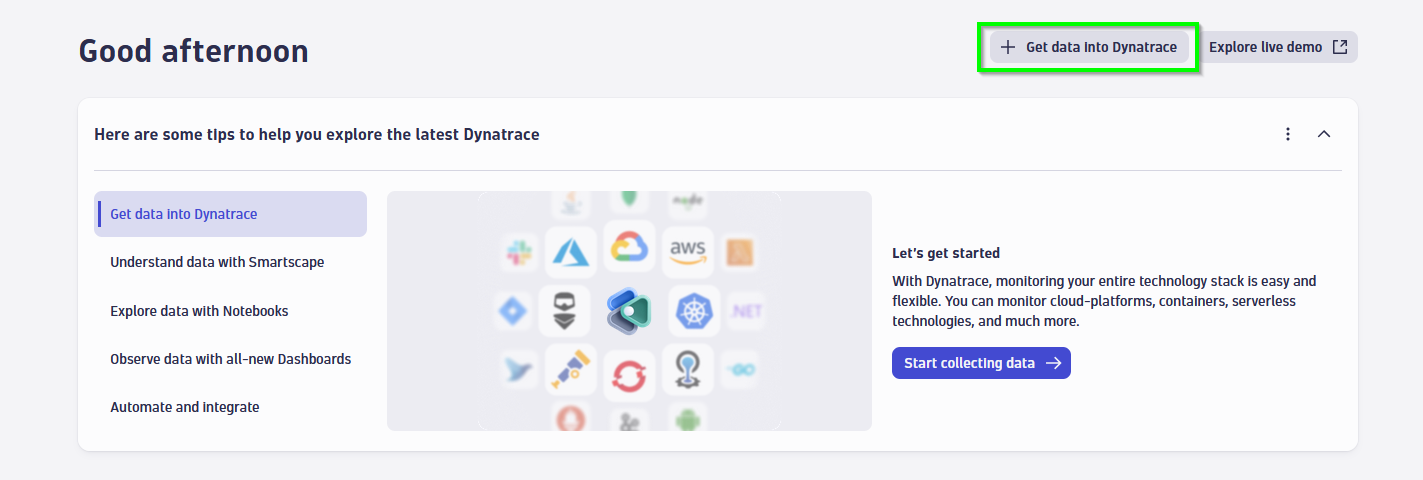 Good afternoon
Get data into Dynatrace
Explore live demo
Here are some tips to help you explore the latest Dynatrace
Get data into Dynatrace
Understand data with Smartscape
Explore data with Notebooks
Observe data with all-new Dashboards
Automate and integrate
node
aws
.NET
Let's get started
With Dynatrace, monitoring your entire technology stack is easy and
flexible. You can monitor cloud-platforms, containers, serverless
technologies, and much more.
Start collecting data